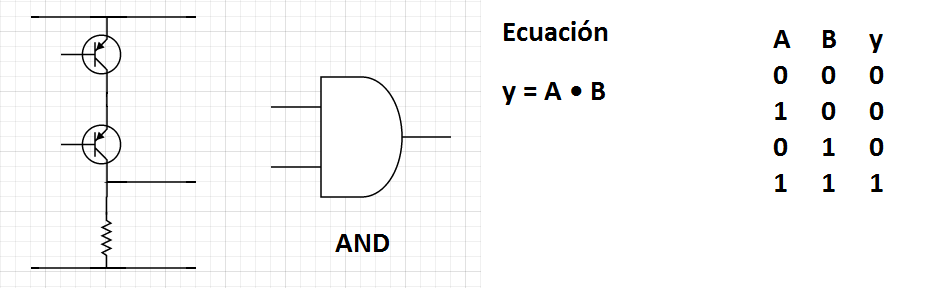 Ecuación
y = A • B
A B y
0 0 0
1 0 0
0 1 0
1 1 1
AND